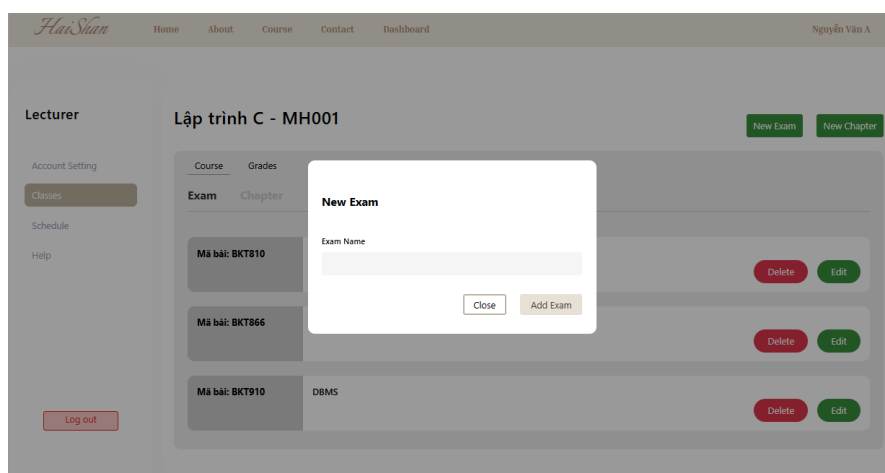 HaiShan Home About Course Contact Dashboard Nguyễn Văn A
Lecturer
Account Setting
Classes
Schedule
Help
Log out
Lập trình C - MH001
New Exam New Chapter
Course Grades
Exam Chapter
Mã bài: BKT810
Delete Edit
Mã bài: BKT866
Delete Edit
Mã bài: BKT910 DBMS
Delete Edit
New Exam
Exam Name
Close Add Exam